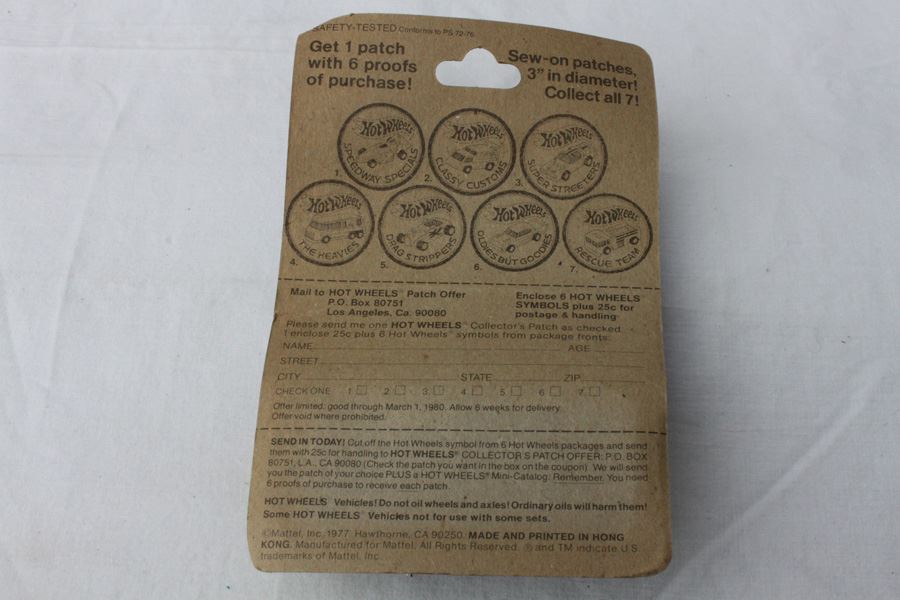 SAFETY-TESTED Conforms to PS 72-76
Get 1 patch
with 6 proofs
of purchase!
Sew-on patches,
3" in diameter!
Collect all 7!
HOT WHEELS
SPEEDWAY SPECIALS
1.
HOT WHEELS
CLASSY CUSTOMS
2.
HOT WHEELS
SUPER STREETERS
3.
HOT WHEELS
THE HEAVIES
4.
HOT WHEELS
DRAG STRIPPERS
5.
HOT WHEELS
OLDIES BUT GOODIES
6.
HOT WHEELS
RESCUE TEAM
7.
Mail to HOT WHEELS™ Patch Offer
P.O. Box 80751
Los Angeles, Ca. 90080
Enclose 6 HOT WHEELS
SYMBOLS plus 25c for
postage & handling
Please send me one HOT WHEELS® Collector's Patch as checked
I enclose 25c plus 6 Hot Wheels® symbols from package fronts.
NAME AGE
STREET
CITY STATE ZIP
CHECK ONE 1 2 3 4 5 6 7
Offer limited: good through March 1, 1980. Allow 6 weeks for delivery.
Offer void where prohibited.
SEND IN TODAY! Cut off the Hot Wheels symbol from 6 Hot Wheels packages and send
them with 25c for handling to HOT WHEELS® COLLECTOR'S PATCH OFFER: P.O. BOX
80751, L.A., CA 90080 (Check the patch you want in the box on the coupon). We will send
you the patch of your choice PLUS a HOT WHEELS® Mini-Catalog. Remember. You need
6 proofs of purchase to receive each patch.
HOT WHEELS® Vehicles! Do not oil wheels and axles! Ordinary oils will harm them!
Some HOT WHEELS® Vehicles not for use with some sets.
©Mattel, Inc. 1977. Hawthorne, CA 90250. MADE AND PRINTED IN HONG
KONG. Manufactured for Mattel. All Rights Reserved. ® and TM indicate U.S.
trademarks of Mattel, Inc.